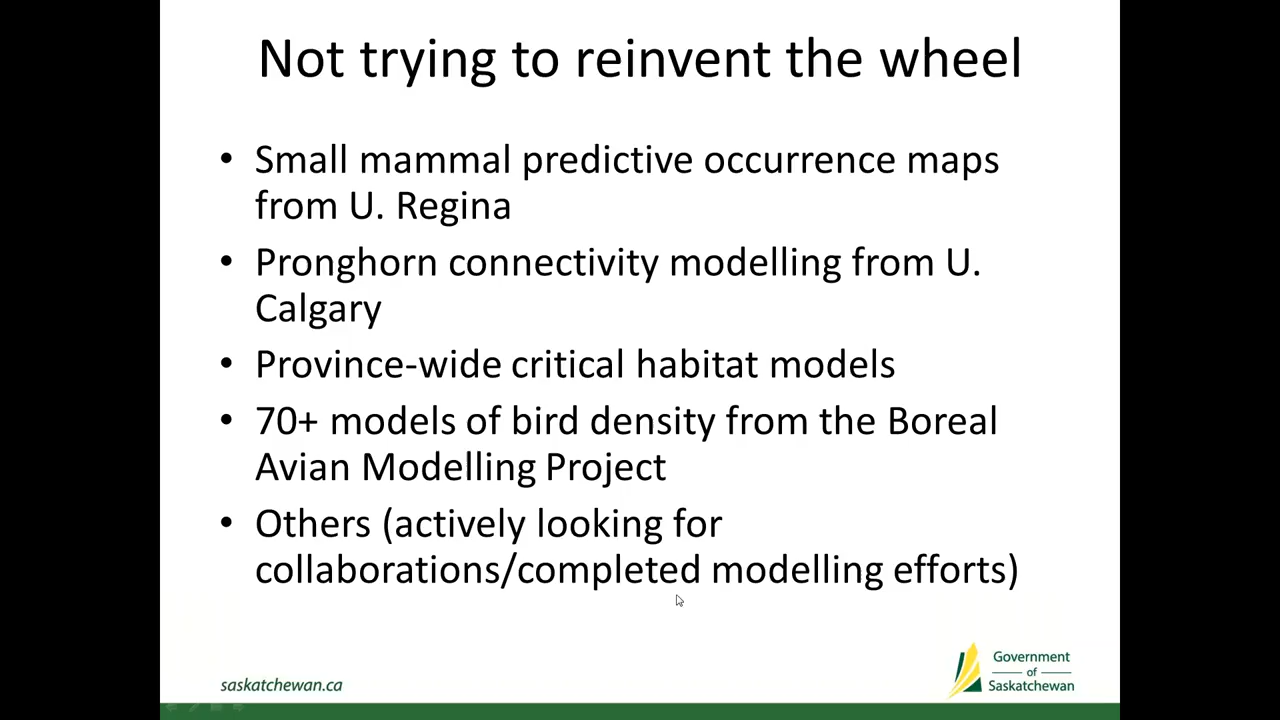 Not trying to reinvent the wheel
• Small mammal predictive occurrence maps
from U. Regina
• Pronghorn connectivity modelling from U.
Calgary
• Province-wide critical habitat models
• 70+ models of bird density from the Boreal
Avian Modelling Project
• Others (actively looking for
collaborations/completed modelling efforts)
saskatchewan.ca
Government
of
Saskatchewan